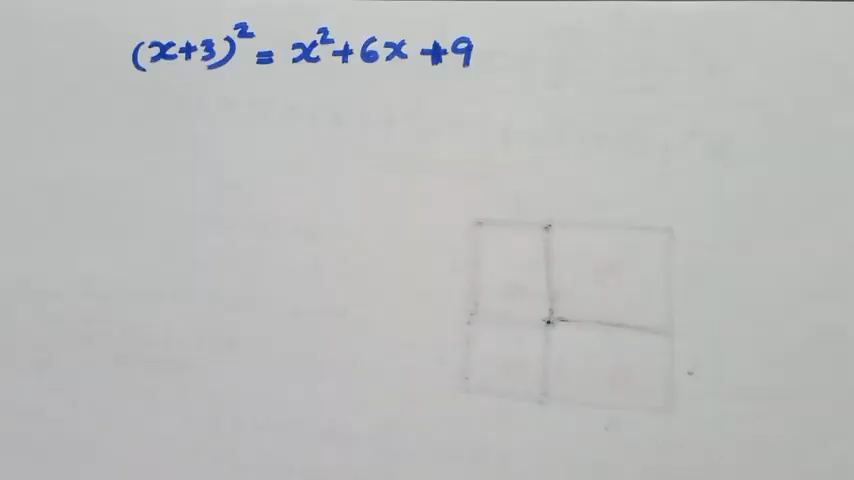 (x+3)² = x²+6x +9